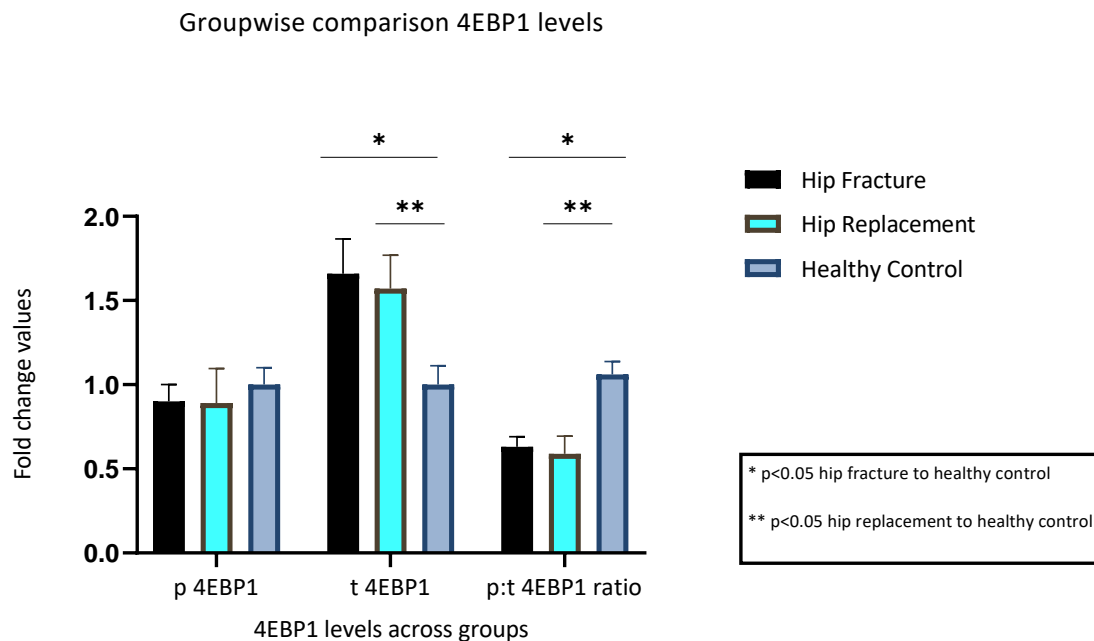 Groupwise comparison 4EBP1 levels
* *
** **
Hip Fracture
Hip Replacement
Healthy Control
Fold change values
2.0
1.5
1.0
0.5
0.0
p 4EBP1 t 4EBP1 p:t 4EBP1 ratio
4EBP1 levels across groups
* p<0.05 hip fracture to healthy control
** p<0.05 hip replacement to healthy control